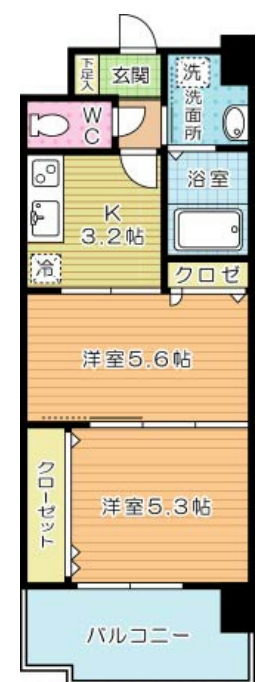 下足入
玄関
洗
洗面所
WC
浴室
K
3.2帖
冷
クロゼ
洋室5.6帖
クローゼット
洋室5.3帖
バルコニー